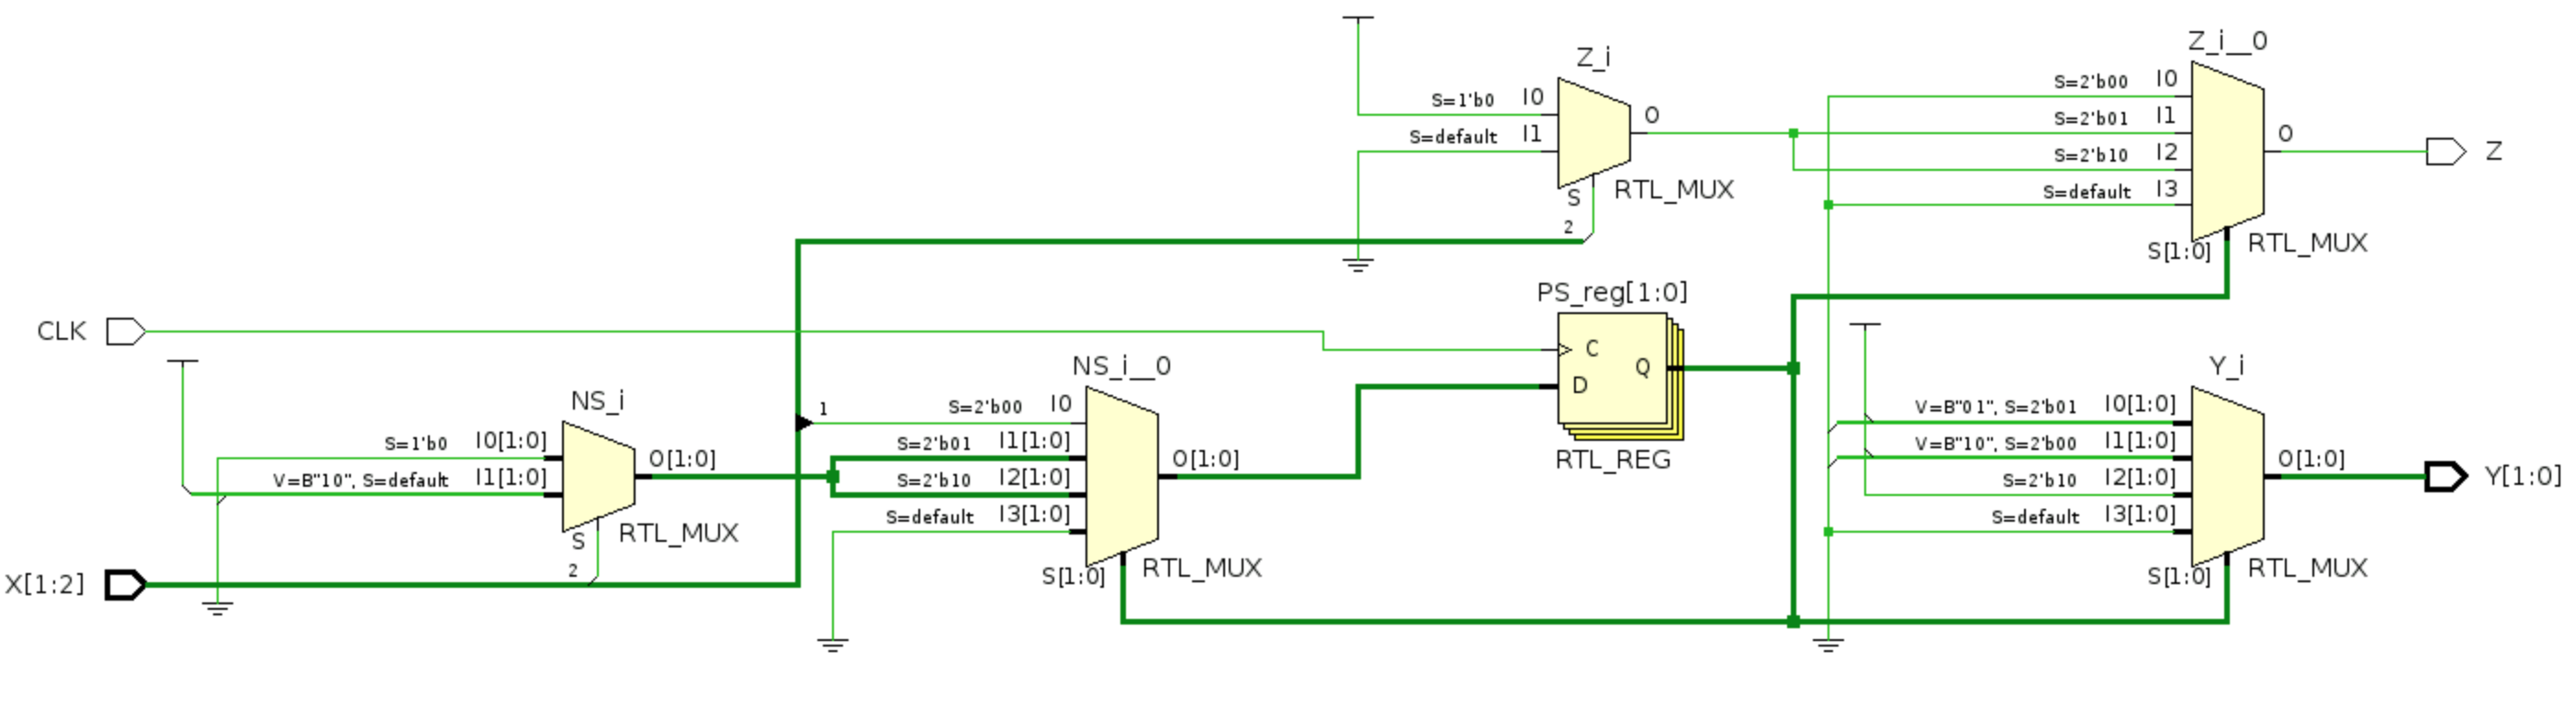 Z_i__0
Z_i
S=2'b00 I0
S=1'b0 I0
S=2'b01 I1
O
O
S=default I1
S=2'b10 I2
Z
S=default I3
S
RTL_MUX
2
S[1:0]
RTL_MUX
PS_reg[1:0]
CLK
C
Q
D
RTL_REG
NS_i__0
Y_i
NS_i
1
S=2'b00 I0
V=B"01", S=2'b01 I0[1:0]
S=1'b0 I0[1:0]
S=2'b01 I1[1:0]
V=B"10", S=2'b00 I1[1:0]
O[1:0]
O[1:0]
O[1:0]
V=B"10", S=default I1[1:0]
S=2'b10 I2[1:0]
S=2'b10 I2[1:0]
Y[1:0]
S=default I3[1:0]
S=default I3[1:0]
S
RTL_MUX
2
X[1:2]
S[1:0]
RTL_MUX
S[1:0]
RTL_MUX